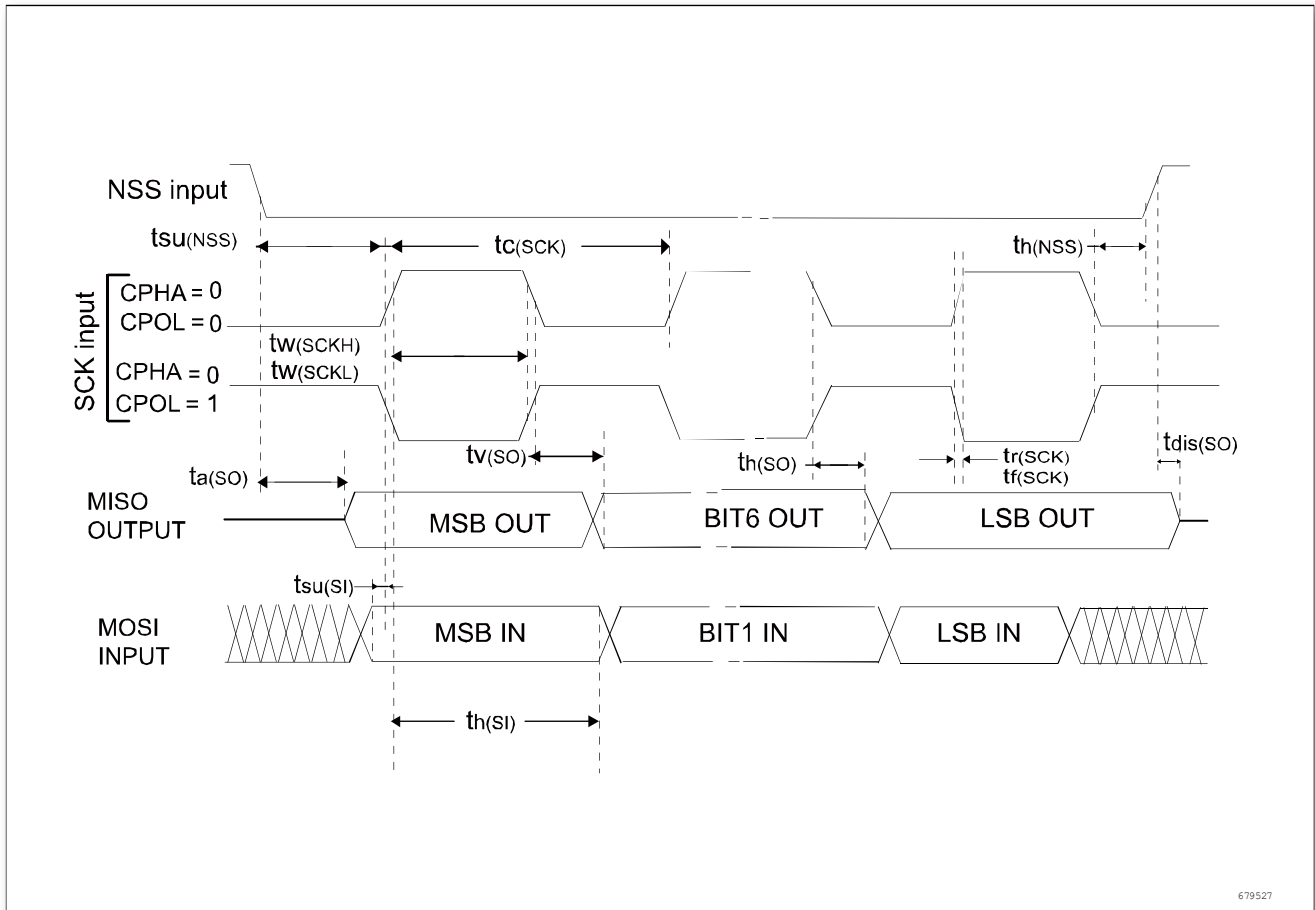 NSS input
tsu(NSS)
tc(SCK)
th(NSS)
SCK input
CPHA = 0
CPOL = 0
tw(SCKH)
CPHA = 0
tw(SCKL)
CPOL = 1
tv(SO)
th(SO)
tr(SCK)
tf(SCK)
tdis(SO)
ta(SO)
MISO
OUTPUT
MSB OUT
BIT6 OUT
LSB OUT
tsu(SI)
MOSI
INPUT
MSB IN
BIT1 IN
LSB IN
th(SI)
679527